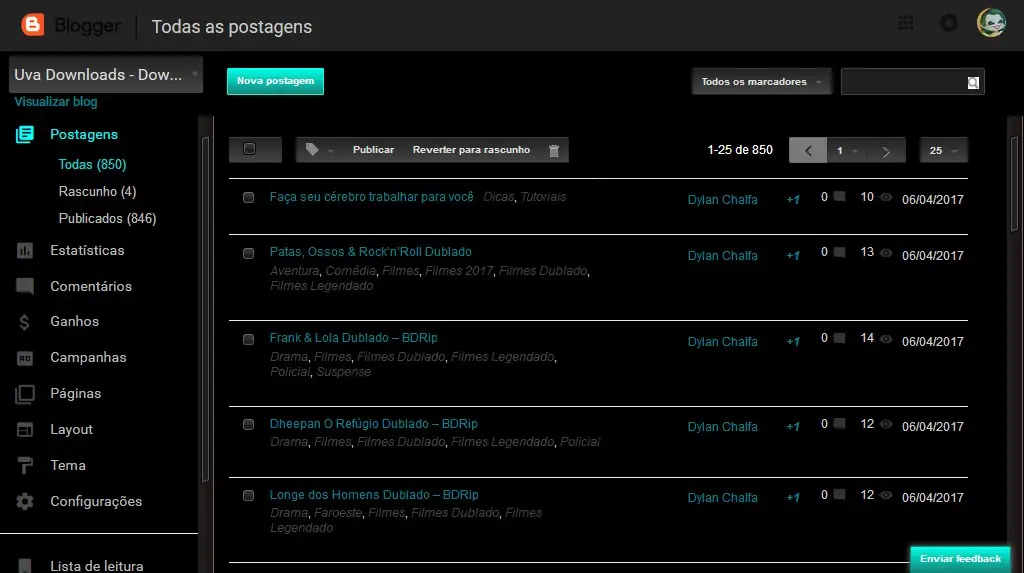 Blogger
Todas as postagens
Uva Downloads - Dow...
Visualizar blog
Nova postagem
Todos os marcadores
Postagens
Todas (850)
Rascunho (4)
Publicados (846)
Estatísticas
Comentários
Ganhos
Campanhas
Páginas
Layout
Tema
Configurações
Lista de leitura
Publicar Reverter para rascunho 1-25 de 850 1 25
Faça seu cérebro trabalhar para você Dicas, Tutoriais Dylan Chalfa +1 0 10 06/04/2017
Patas, Ossos & Rock'n'Roll Dublado Dylan Chalfa +1 0 13 06/04/2017
Aventura, Comédia, Filmes, Filmes 2017, Filmes Dublado,
Filmes Legendado
Frank & Lola Dublado – BDRip Dylan Chalfa +1 0 14 06/04/2017
Drama, Filmes, Filmes Dublado, Filmes Legendado,
Policial, Suspense
Dheepan O Refúgio Dublado – BDRip Dylan Chalfa +1 0 12 06/04/2017
Drama, Filmes, Filmes Dublado, Filmes Legendado, Policial
Longe dos Homens Dublado – BDRip Dylan Chalfa +1 0 12 06/04/2017
Drama, Faroeste, Filmes, Filmes Dublado, Filmes
Legendado
Enviar feedback